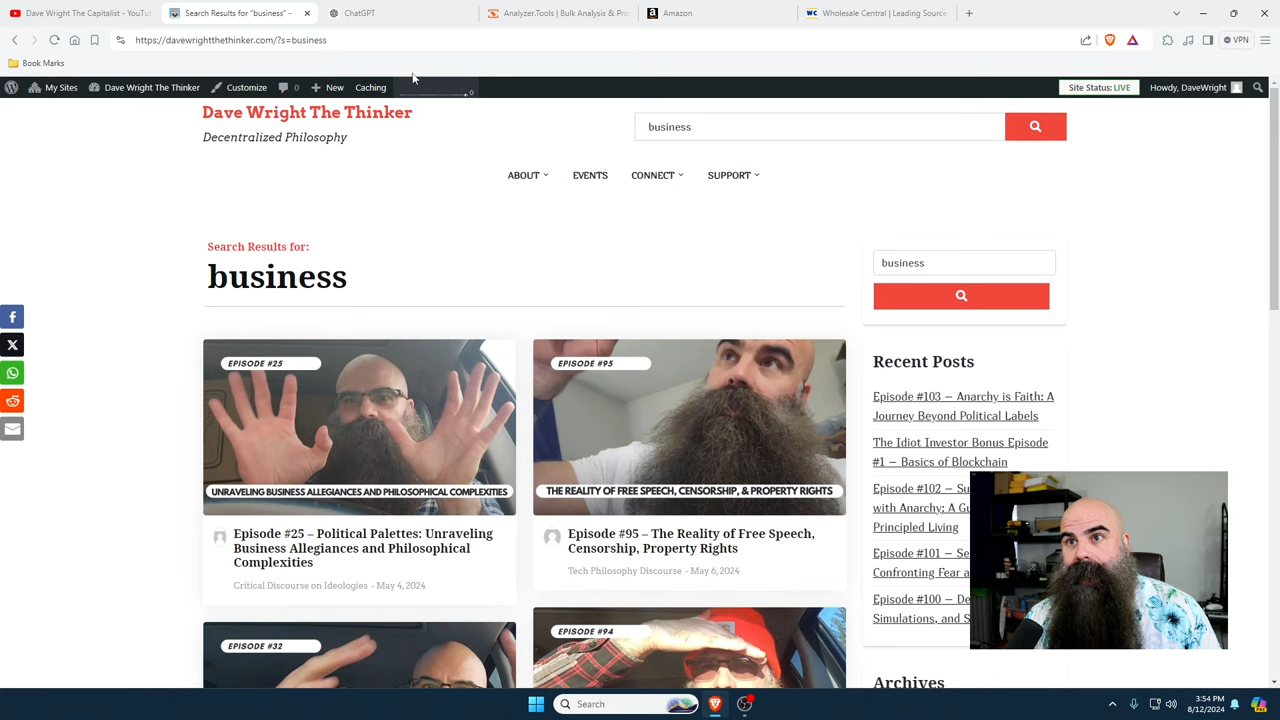 Dave Wright The Capitalist - YouTu
Search Results for "business" –
ChatGPT
Analyzer.Tools | Bulk Analysis & Pro
Amazon
Wholesale Central | Leading Source
https://davewrightthethinker.com/?s=business
VPN
Book Marks
My Sites
Dave Wright The Thinker
Customize
0
New
Caching
0
Site Status: LIVE
Howdy, DaveWright
Dave Wright The Thinker
Decentralized Philosophy
business
ABOUT
EVENTS
CONNECT
SUPPORT
Search Results for:
business
business
EPISODE #25
UNRAVELING BUSINESS ALLEGIANCES AND PHILOSOPHICAL COMPLEXITIES
Episode #25 – Political Palettes: Unraveling
Business Allegiances and Philosophical
Complexities
Critical Discourse on Ideologies - May 4, 2024
EPISODE #95
THE REALITY OF FREE SPEECH, CENSORSHIP, & PROPERTY RIGHTS
Episode #95 – The Reality of Free Speech,
Censorship, Property Rights
Tech Philosophy Discourse - May 6, 2024
EPISODE #32
EPISODE #94
Recent Posts
Episode #103 – Anarchy is Faith: A
Journey Beyond Political Labels
The Idiot Investor Bonus Episode
#1 – Basics of Blockchain
Episode #102 – Su
with Anarchy: A Gu
Principled Living
Episode #101 – Se
Confronting Fear a
Episode #100 – De
Simulations, and S
Archives
Search
3:54 PM
8/12/2024